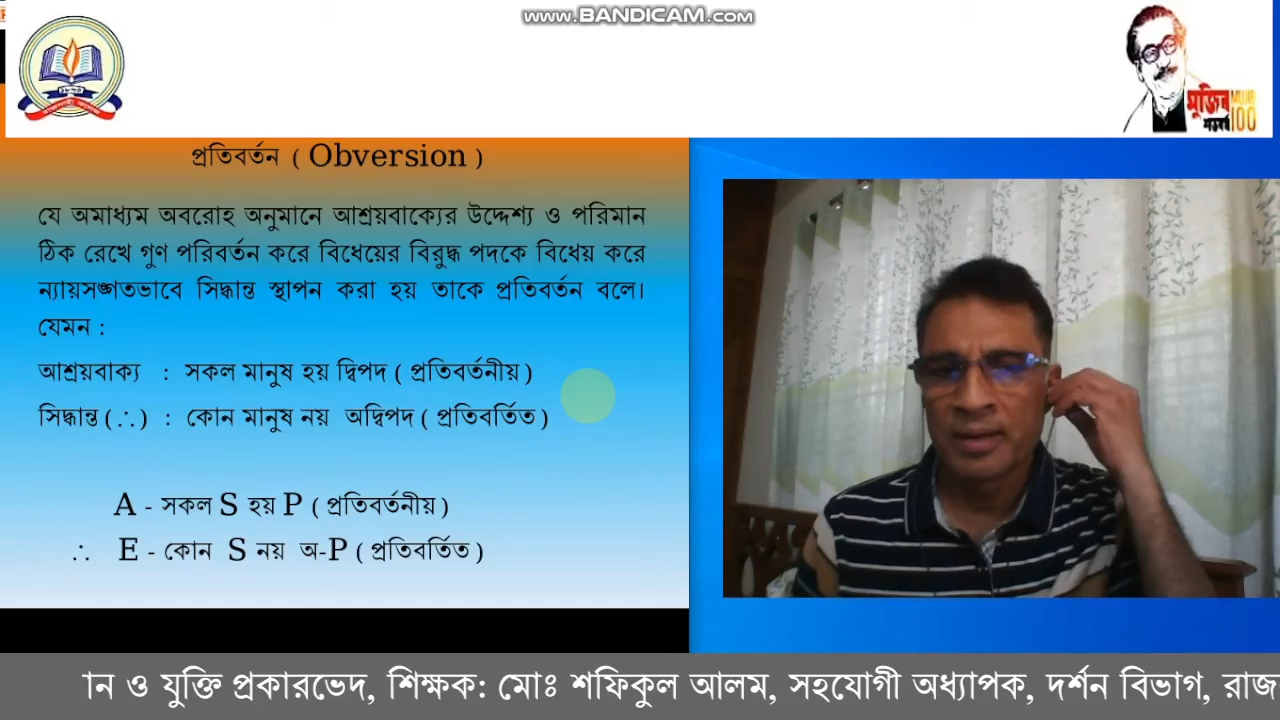 www.BANDICAM.com
মুজিব
শতবর্ষ
100
প্রতিবর্তন ( Obversion )
যে অমাধ্যম অবরোহ অনুমানে আশ্রয়বাক্যের উদ্দেশ্য ও পরিমান
ঠিক রেখে গুণ পরিবর্তন করে বিধেয়ের বিরুদ্ধ পদকে বিধেয় করে
ন্যায়সঙ্গতভাবে সিদ্ধান্ত স্থাপন করা হয় তাকে প্রতিবর্তন বলে।
যেমন :
আশ্রয়বাক্য : সকল মানুষ হয় দ্বিপদ ( প্রতিবর্তনীয় )
সিদ্ধান্ত (∴) : কোন মানুষ নয় অদ্বিপদ ( প্রতিবর্তিত )
A - সকল S হয় P ( প্রতিবর্তনীয় )
∴ E - কোন S নয় অ-P ( প্রতিবর্তিত )
ান ও যুক্তি প্রকারভেদ, শিক্ষক: মোঃ শফিকুল আলম, সহযোগী অধ্যাপক, দর্শন বিভাগ, রাজ